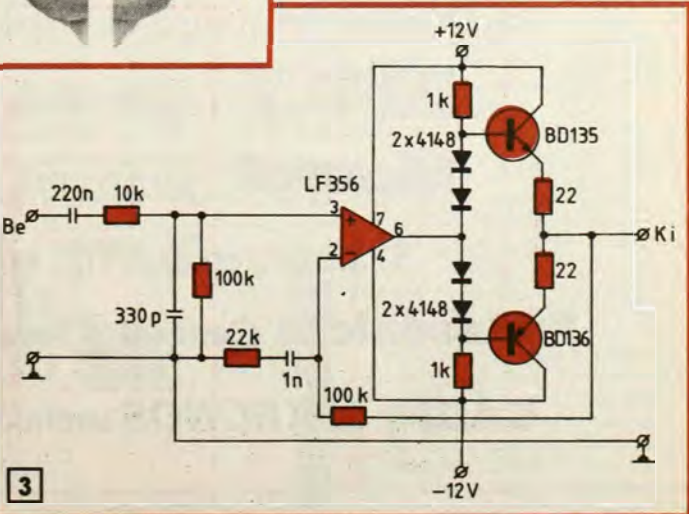 +12V
1k
BD135
2x4148
LF356
220n
10k
22
Be
3
+
7
6
Ki
2
-
4
100k
22
330p
2x4148
22k
BD136
1n
1k
100k
3
-12V